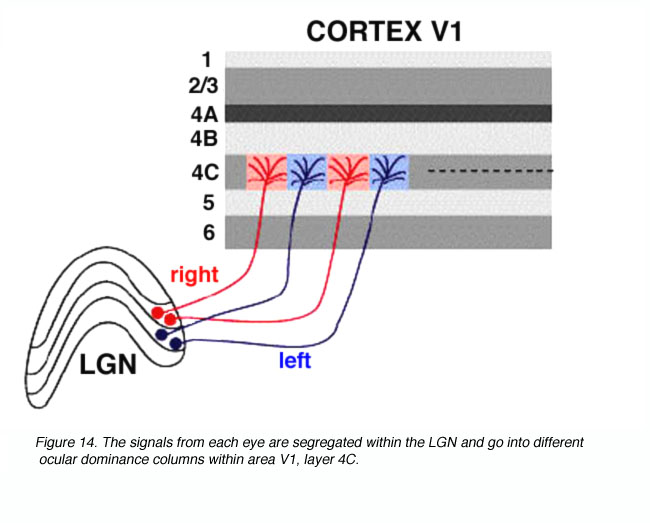 CORTEX V1
1
2/3
4A
4B
4C
5
6
right
LGN
left
Figure 14. The signals from each eye are segregated within the LGN and go into different
ocular dominance columns within area V1, layer 4C.